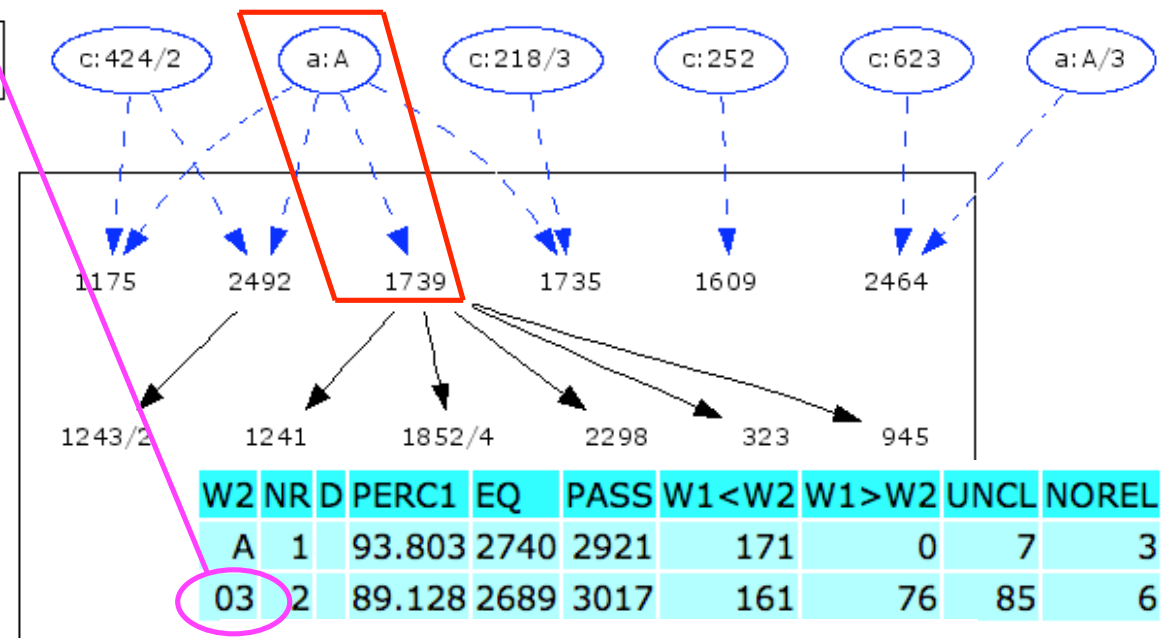 c:424/2 a:A c:218/3 c:252 c:623 a:A/3
1175 2492 1739 1735 1609 2464
1243/2 1241 1852/4 2298 323 945
W2 NR D PERC1 EQ PASS W1<W2 W1>W2 UNCL NOREL
A 1 93.803 2740 2921 171 0 7 3
03 2 89.128 2689 3017 161 76 85 6